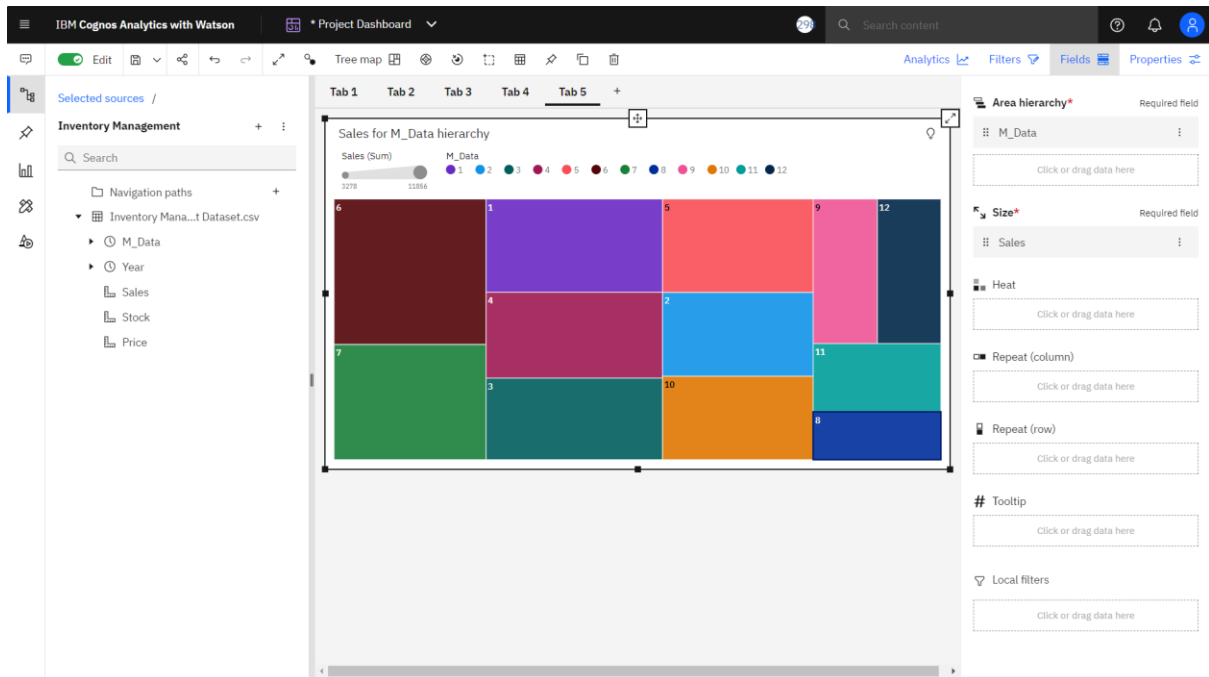 IBM Cognos Analytics with Watson
* Project Dashboard
298
Search content
Edit
Tree map
Analytics
Filters
Fields
Properties
Selected sources /
Inventory Management
Search
Navigation paths
Inventory Mana...t Dataset.csv
M_Data
Year
Sales
Stock
Price
Tab 1 Tab 2 Tab 3 Tab 4 Tab 5 +
Sales for M_Data hierarchy
Sales (Sum)
3278 11856
M_Data
1 2 3 4 5 6 7 8 9 10 11 12
6 1 5 9 12
4 2
7 11
3 10
8
Area hierarchy* Required field
M_Data
Click or drag data here
Size* Required field
Sales
Heat
Click or drag data here
Repeat (column)
Click or drag data here
Repeat (row)
Click or drag data here
# Tooltip
Click or drag data here
Local filters
Click or drag data here